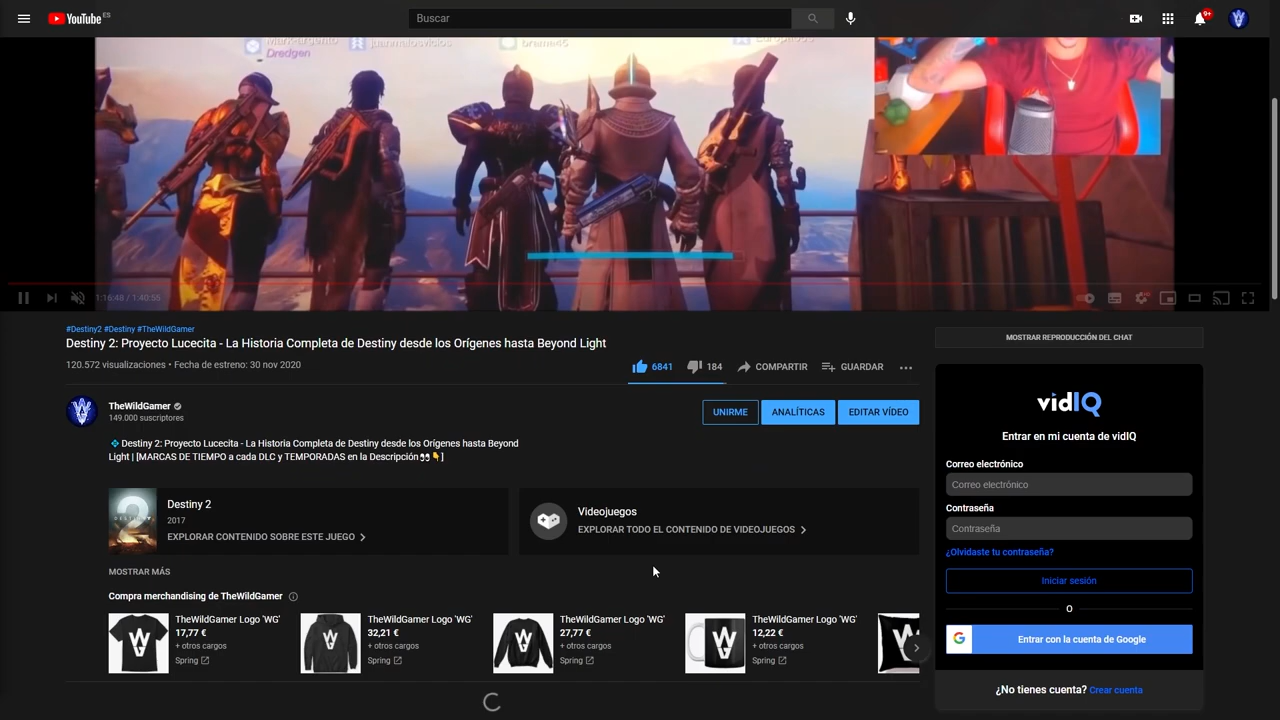 YouTube ES
Buscar
9+
Dredgen
1:16:48 / 1:40:55
#Destiny2 #Destiny #TheWildGamer
Destiny 2: Proyecto Lucecita - La Historia Completa de Destiny desde los Orígenes hasta Beyond Light
120.572 visualizaciones • Fecha de estreno: 30 nov 2020
6841
184
COMPARTIR
GUARDAR
TheWildGamer
149.000 suscriptores
UNIRME
ANALÍTICAS
EDITAR VÍDEO
Destiny 2: Proyecto Lucecita - La Historia Completa de Destiny desde los Orígenes hasta Beyond
Light | [MARCAS DE TIEMPO a cada DLC y TEMPORADAS en la Descripción👀👇]
Destiny 2
2017
EXPLORAR CONTENIDO SOBRE ESTE JUEGO
Videojuegos
EXPLORAR TODO EL CONTENIDO DE VIDEOJUEGOS
MOSTRAR MÁS
Compra merchandising de TheWildGamer
TheWildGamer Logo 'WG'
17,77 €
+ otros cargos
Spring
TheWildGamer Logo 'WG'
32,21 €
+ otros cargos
Spring
TheWildGamer Logo 'WG'
27,77 €
+ otros cargos
Spring
TheWildGamer Logo 'WG'
12,22 €
+ otros cargos
Spring
MOSTRAR REPRODUCCIÓN DEL CHAT
vidIQ
Entrar en mi cuenta de vidIQ
Correo electrónico
Correo electrónico
Contraseña
Contraseña
¿Olvidaste tu contraseña?
Iniciar sesión
O
Entrar con la cuenta de Google
¿No tienes cuenta? Crear cuenta